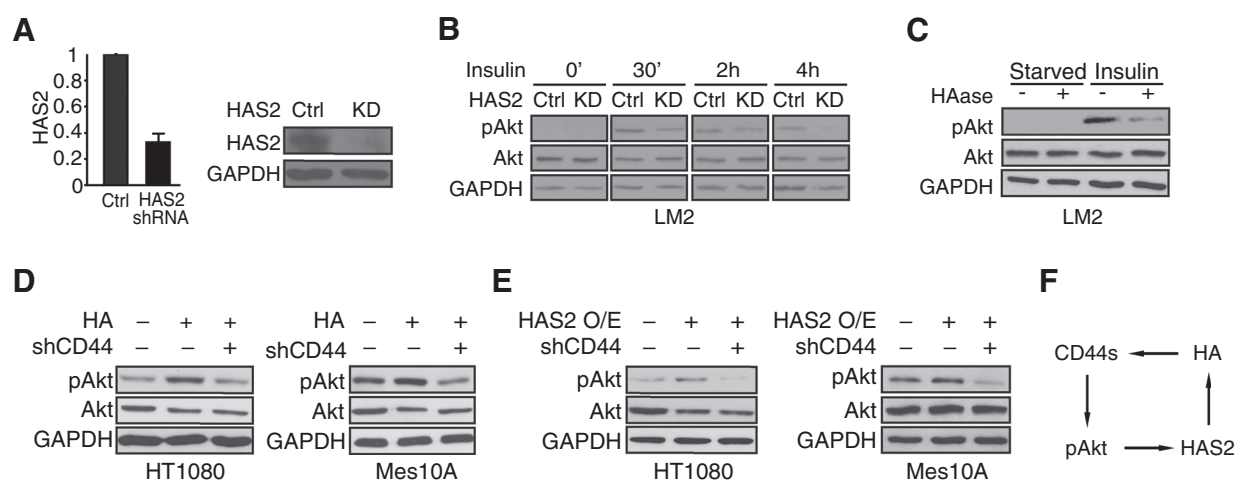 A
HAS2
1
0.8
0.6
0.4
0.2
0
Ctrl HAS2
shRNA
HAS2 Ctrl KD
HAS2
GAPDH
B
Insulin 0' 30' 2h 4h
HAS2 Ctrl KD Ctrl KD Ctrl KD Ctrl KD
pAkt
Akt
GAPDH
LM2
C
Starved Insulin
HAase - + - +
pAkt
Akt
GAPDH
LM2
D
HA – + +
shCD44 – – +
pAkt
Akt
GAPDH
HT1080
HA – + +
shCD44 – – +
pAkt
Akt
GAPDH
Mes10A
E
HAS2 O/E – + +
shCD44 – – +
pAkt
Akt
GAPDH
HT1080
HAS2 O/E – + +
shCD44 – – +
pAkt
Akt
GAPDH
Mes10A
F
CD44s HA
pAkt HAS2